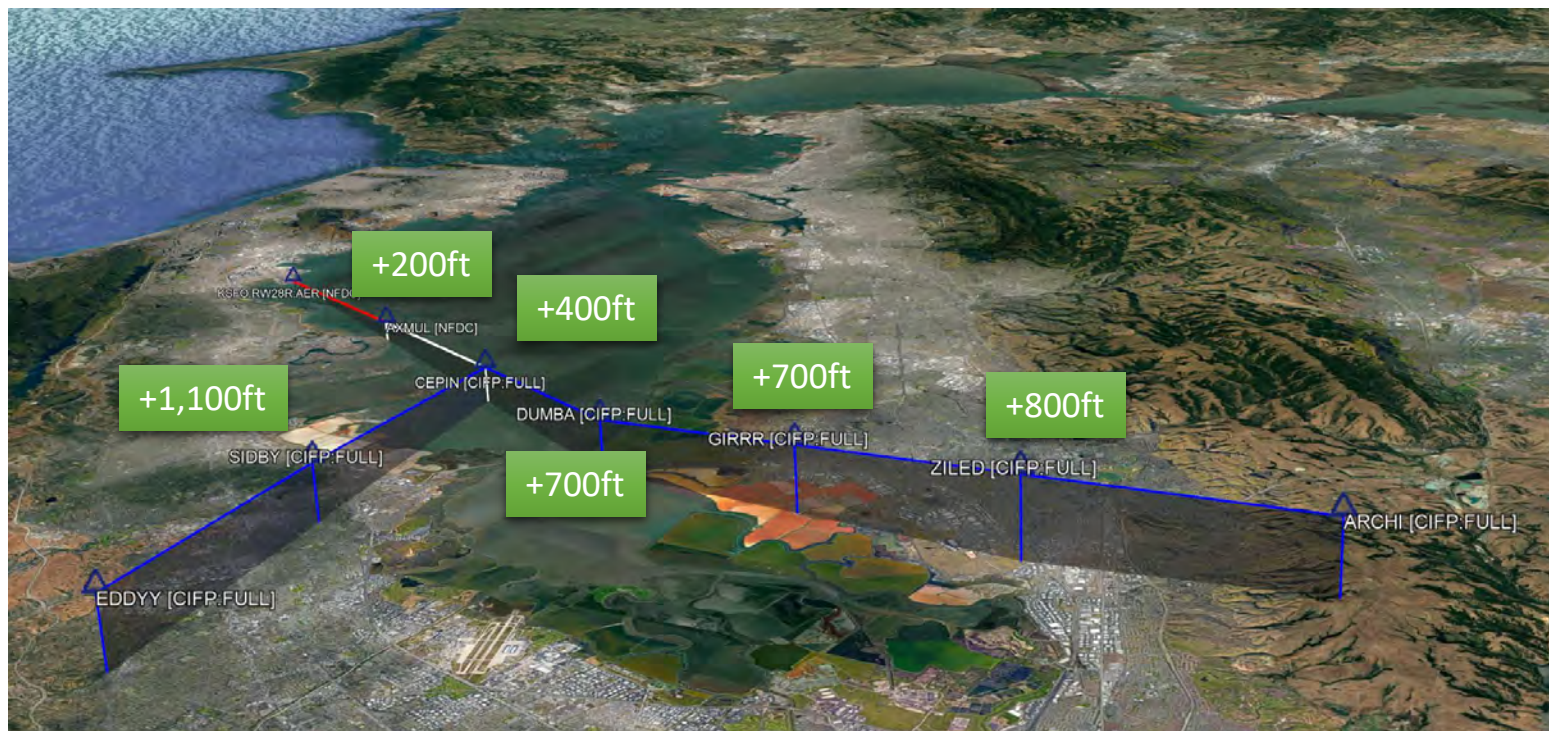 +200ft
KSFO.RW28R.AER [NFDC]
+400ft
AXMUL [NFDC]
+700ft
CEPIN [CIFP:FULL]
+1,100ft
+800ft
DUMBA [CIFP:FULL]
GIRRR [CIFP:FULL]
SIDBY [CIFP:FULL]
ZILED [CIFP:FULL]
+700ft
ARCHI [CIFP:FULL]
EDDYY [CIFP:FULL]